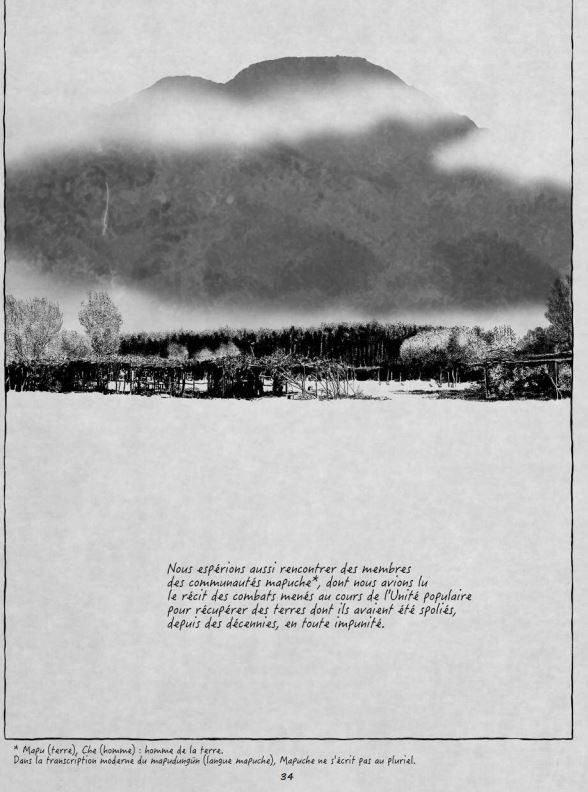 Nous espérions aussi rencontrer des membres
des communautés mapuche*, dont nous avions lu
le récit des combats menés au cours de l'Unité populaire
pour récupérer des terres dont ils avaient été spoliés,
depuis des décennies, en toute impunité.
* Mapu (terre), Che (homme) : homme de la terre.
Dans la transcription moderne du mapudungün (langue mapuche), Mapuche ne s'écrit pas au pluriel.
34